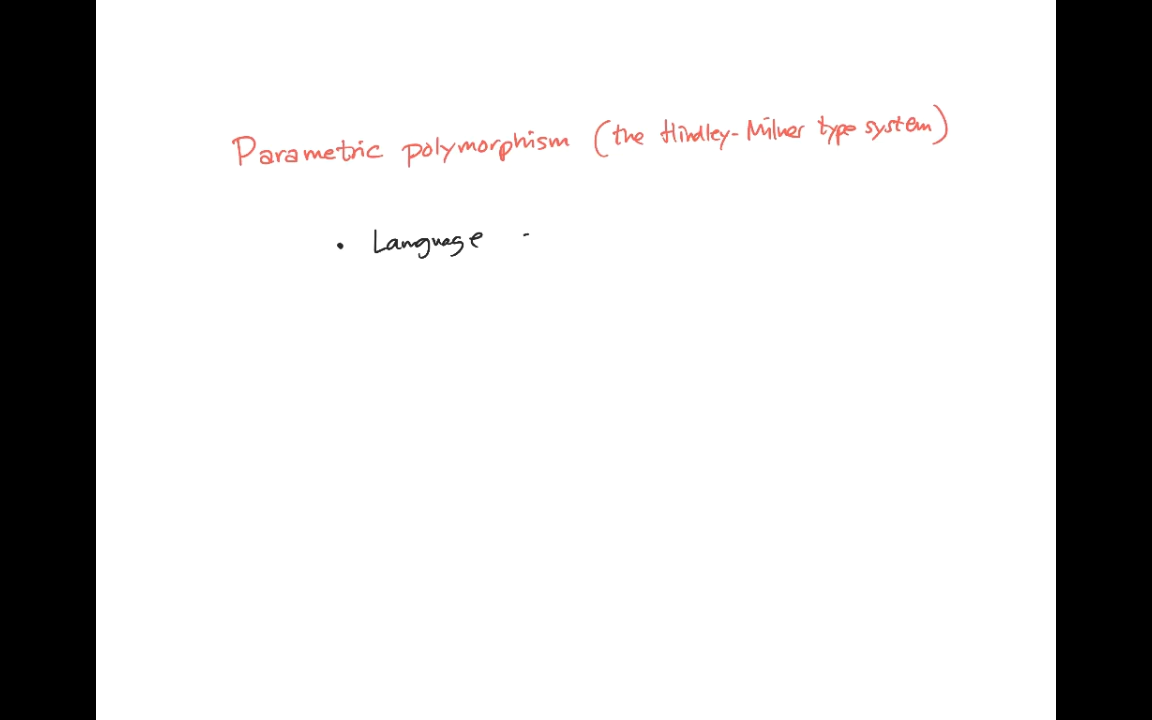 Parametric polymorphism (the Hindley-Milner type system)
• Language -